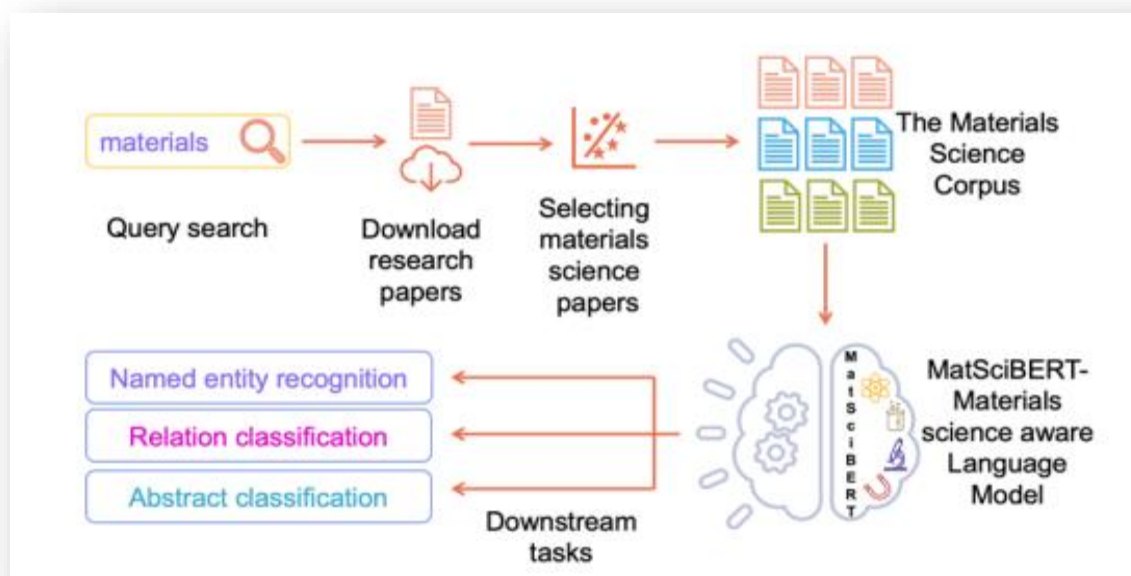 materials
Query search
Download
research
papers
Selecting
materials
science
papers
The Materials
Science
Corpus
MatSciBERT
MatSciBERT-
Materials
science aware
Language
Model
Named entity recognition
Relation classification
Abstract classification
Downstream
tasks